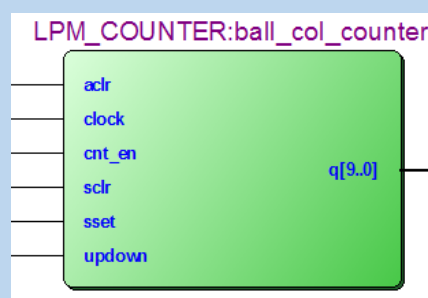 LPM_COUNTER:ball_col_counter
aclr
clock
cnt_en
q[9..0]
sclr
sset
updown